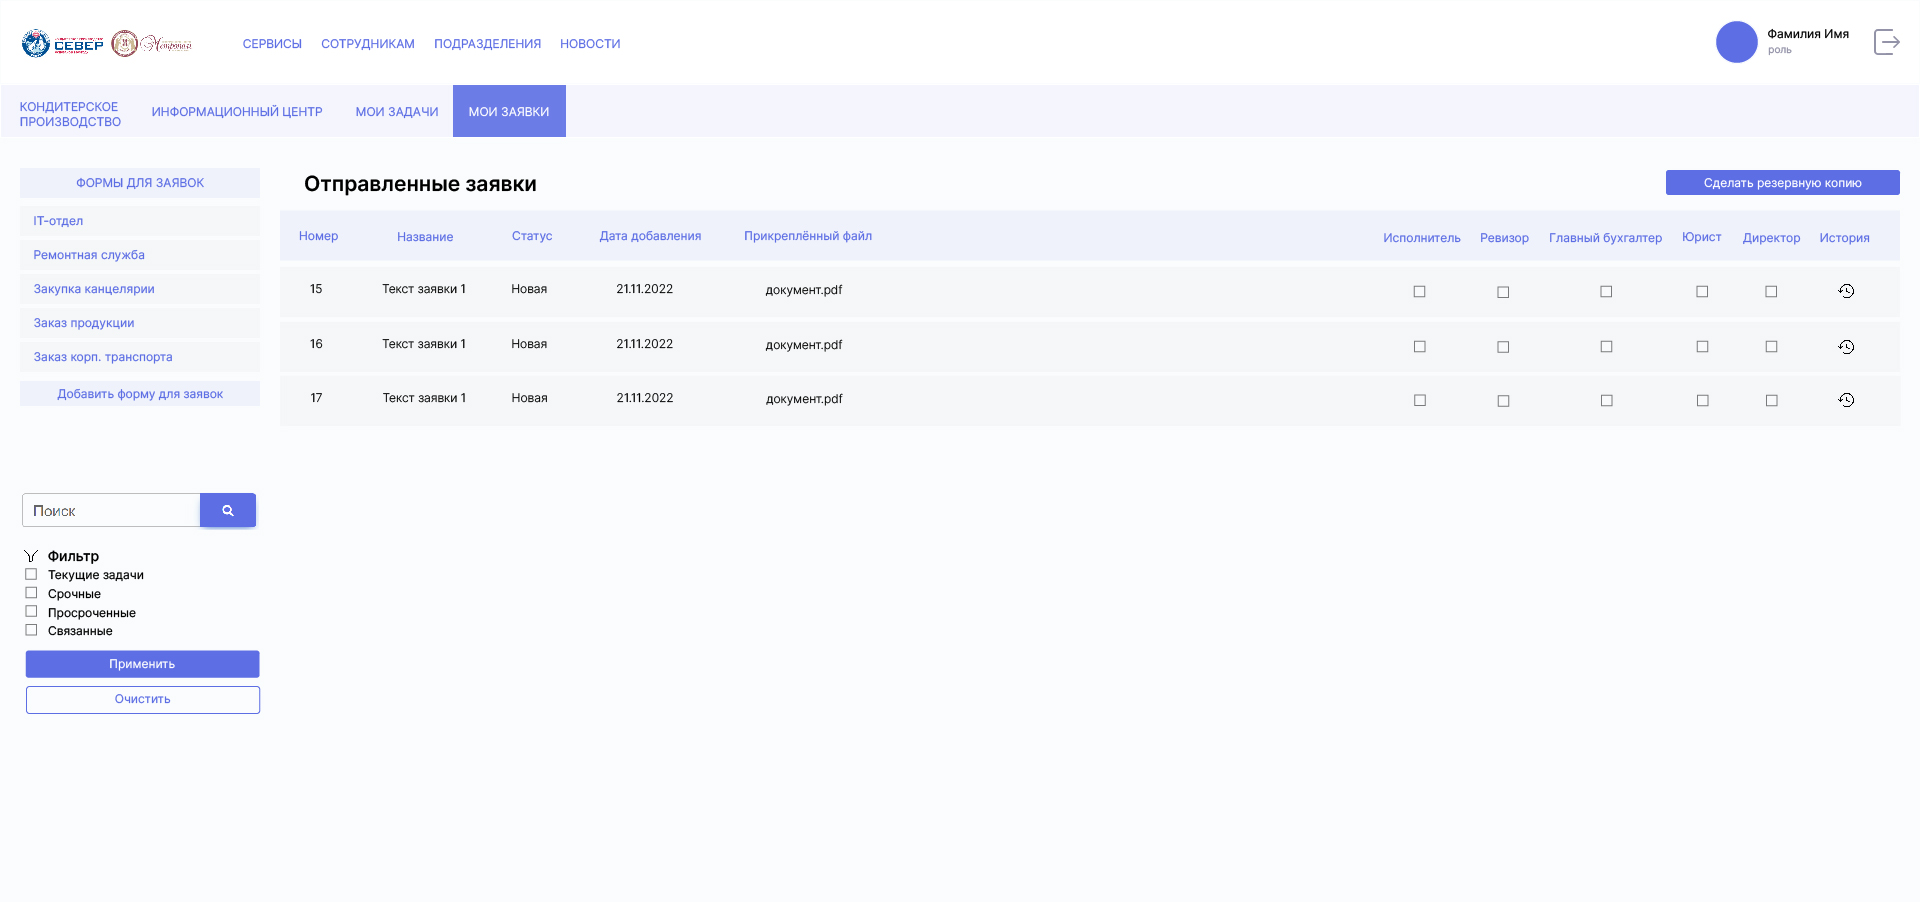 СЕВЕР
Метрополь
СЕРВИСЫ
СОТРУДНИКАМ
ПОДРАЗДЕЛЕНИЯ
НОВОСТИ
Фамилия Имя
роль
КОНДИТЕРСКОЕ
ПРОИЗВОДСТВО
ИНФОРМАЦИОННЫЙ ЦЕНТР
МОИ ЗАДАЧИ
МОИ ЗАЯВКИ
ФОРМЫ ДЛЯ ЗАЯВОК
IT-отдел
Ремонтная служба
Закупка канцелярии
Заказ продукции
Заказ корп. транспорта
Добавить форму для заявок
Поиск
Фильтр
Текущие задачи
Срочные
Просроченные
Связанные
Применить
Очистить
Отправленные заявки
Сделать резервную копию
Номер Название Статус Дата добавления Прикреплённый файл Исполнитель Ревизор Главный бухгалтер Юрист Директор История
15 Текст заявки 1 Новая 21.11.2022 документ.pdf
16 Текст заявки 1 Новая 21.11.2022 документ.pdf
17 Текст заявки 1 Новая 21.11.2022 документ.pdf